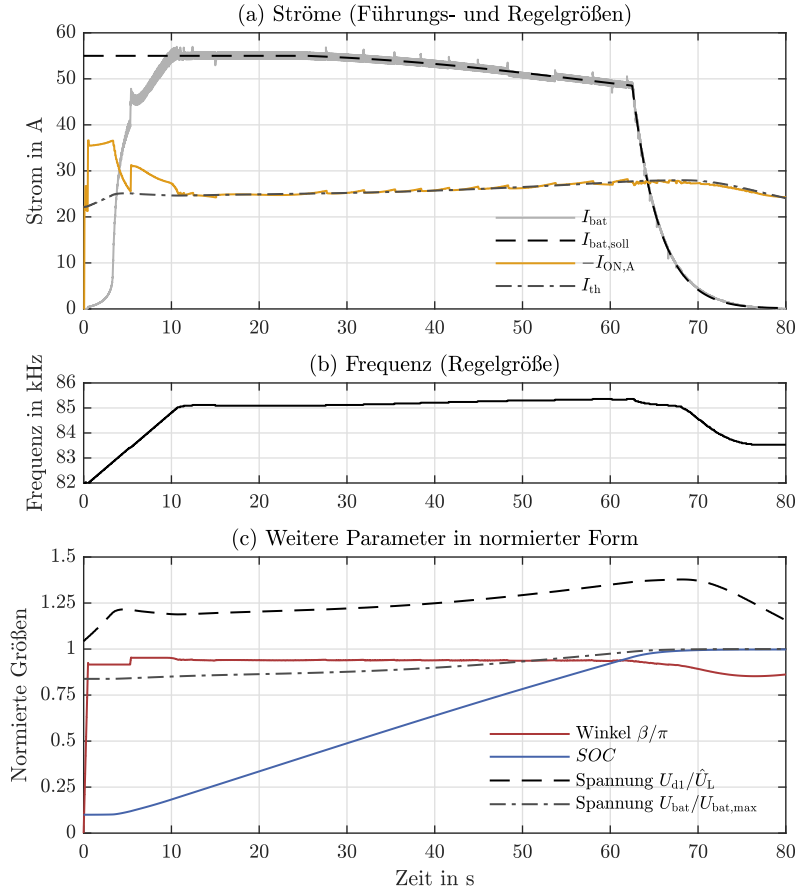 (a) Ströme (Führungs- und Regelgrößen)
60
50
40
30
20
10
0
Strom in A
I_bat
I_bat,soll
−I_ON,A
I_th
0 10 20 30 40 50 60 70 80
(b) Frequenz (Regelgröße)
86
85
84
83
82
Frequenz in kHz
0 10 20 30 40 50 60 70 80
(c) Weitere Parameter in normierter Form
1.5
1.25
1
0.75
0.5
0.25
0
Normierte Größen
Winkel β/π
SOC
Spannung U_d1/Û_L
Spannung U_bat/U_bat,max
0 10 20 30 40 50 60 70 80
Zeit in s